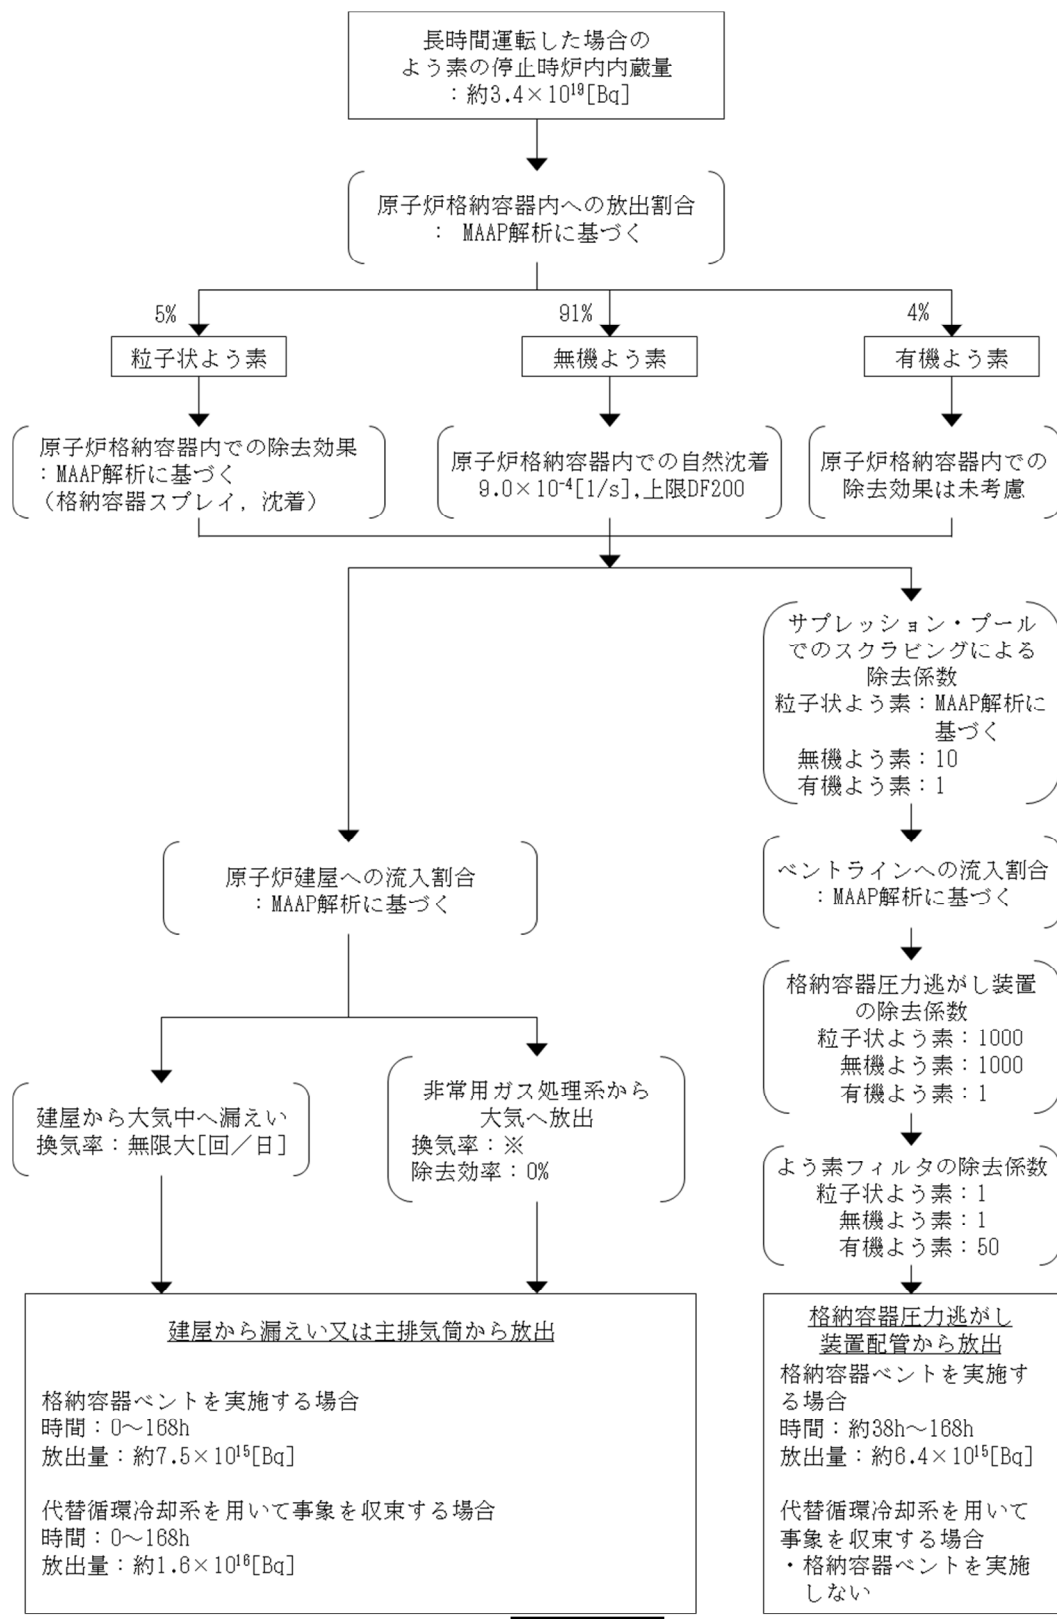 長時間運転した場合の
よう素の停止時炉内内蔵量
：約3.4×10¹⁹[Bq]
原子炉格納容器内への放出割合
： MAAP解析に基づく
5%
91%
4%
粒子状よう素
無機よう素
有機よう素
原子炉格納容器内での除去効果
：MAAP解析に基づく
（格納容器スプレイ，沈着）
原子炉格納容器内での自然沈着
9.0×10⁻⁴[1/s],上限DF200
原子炉格納容器内での
除去効果は未考慮
サプレッション・プール
でのスクラビングによる
除去係数
粒子状よう素：MAAP解析に
基づく
無機よう素：10
有機よう素：1
原子炉建屋への流入割合
：MAAP解析に基づく
ベントラインへの流入割合
：MAAP解析に基づく
格納容器圧力逃がし装置
の除去係数
粒子状よう素：1000
無機よう素：1000
有機よう素：1
建屋から大気中へ漏えい
換気率：無限大[回／日]
非常用ガス処理系から
大気へ放出
換気率：※
除去効率：0%
よう素フィルタの除去係数
粒子状よう素：1
無機よう素：1
有機よう素：50
建屋から漏えい又は主排気筒から放出
格納容器ベントを実施する場合
時間：0～168h
放出量：約7.5×10¹⁵[Bq]
代替循環冷却系を用いて事象を収束する場合
時間：0～168h
放出量：約1.6×10¹⁶[Bq]
格納容器圧力逃がし
装置配管から放出
格納容器ベントを実施す
る場合
時間：約38h～168h
放出量：約6.4×10¹⁵[Bq]
代替循環冷却系を用いて
事象を収束する場合
・格納容器ベントを実施
しない